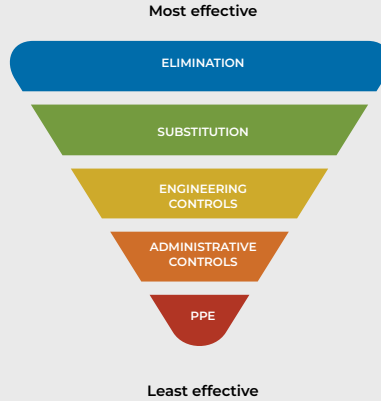 Most effective
ELIMINATION
SUBSTITUTION
ENGINEERING
CONTROLS
ADMINISTRATIVE
CONTROLS
PPE
Least effective